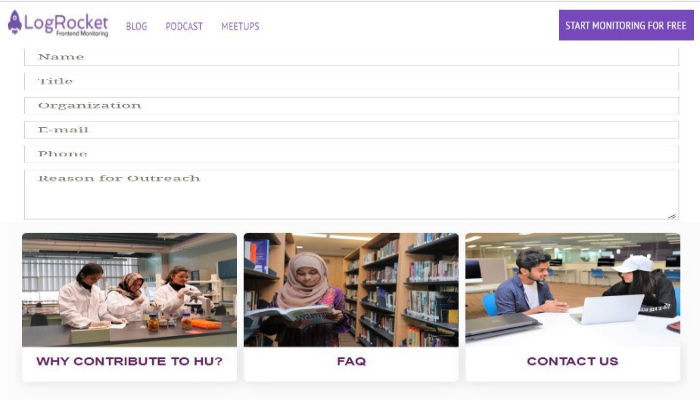 LogRocket
Frontend Monitoring
BLOG PODCAST MEETUPS
START MONITORING FOR FREE
Name
Title
Organization
E-mail
Phone
Reason for Outreach
WHY CONTRIBUTE TO HU?
FAQ
CONTACT US